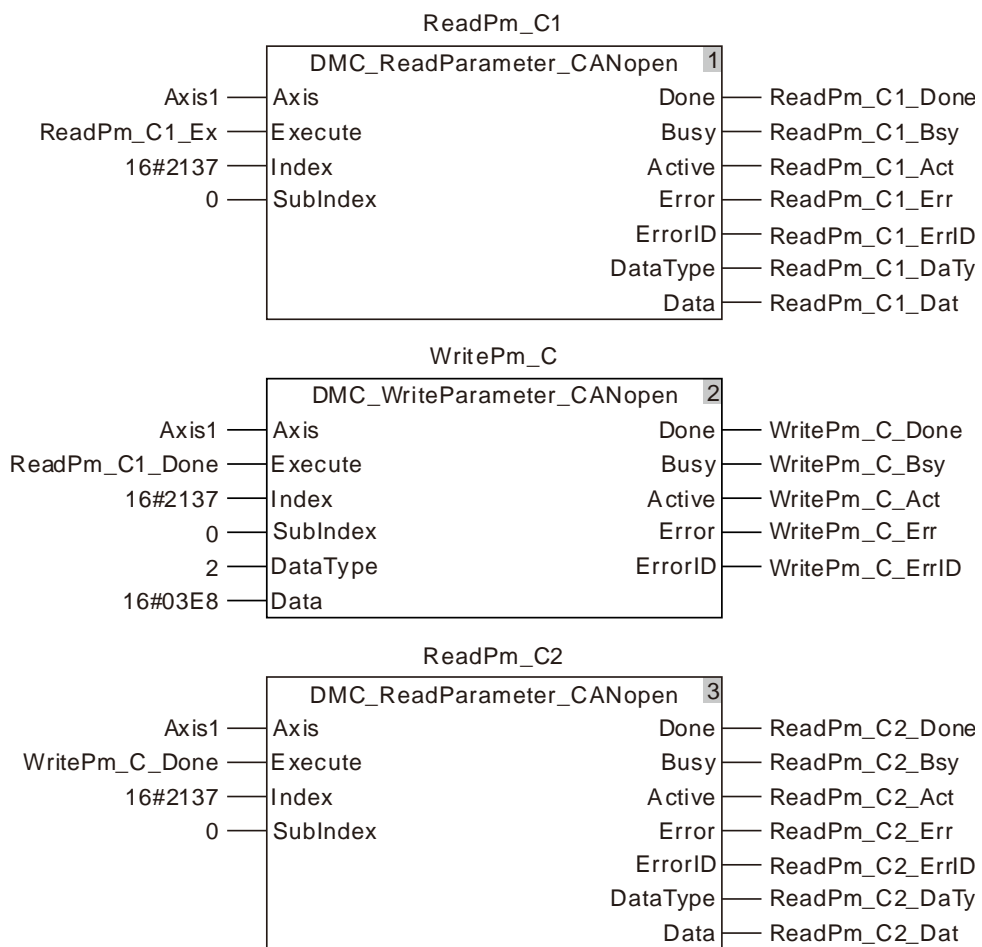 ReadPm_C1
DMC_ReadParameter_CANopen 1
Axis1 Axis Done ReadPm_C1_Done
ReadPm_C1_Ex Execute Busy ReadPm_C1_Bsy
16#2137 Index Active ReadPm_C1_Act
0 SubIndex Error ReadPm_C1_Err
ErrorID ReadPm_C1_ErrID
DataType ReadPm_C1_DaTy
Data ReadPm_C1_Dat
WritePm_C
DMC_WriteParameter_CANopen 2
Axis1 Axis Done WritePm_C_Done
ReadPm_C1_Done Execute Busy WritePm_C_Bsy
16#2137 Index Active WritePm_C_Act
0 SubIndex Error WritePm_C_Err
2 DataType ErrorID WritePm_C_ErrID
16#03E8 Data
ReadPm_C2
DMC_ReadParameter_CANopen 3
Axis1 Axis Done ReadPm_C2_Done
WritePm_C_Done Execute Busy ReadPm_C2_Bsy
16#2137 Index Active ReadPm_C2_Act
0 SubIndex Error ReadPm_C2_Err
ErrorID ReadPm_C2_ErrID
DataType ReadPm_C2_DaTy
Data ReadPm_C2_Dat